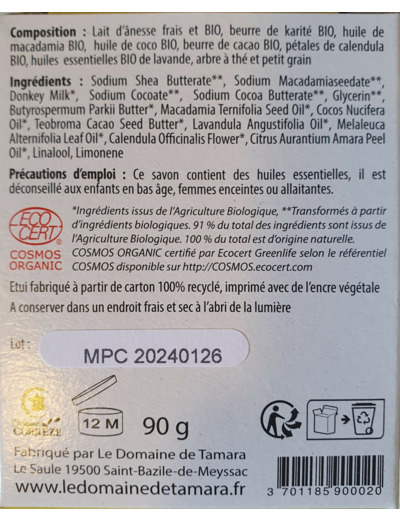 Composition : Lait d'ânesse frais et BIO, beurre de karité BIO, huile de
macadamia BIO, huile de coco BIO, beurre de cacao BIO, pétales de calendula
BIO, huiles essentielles BIO de lavande, arbre à thé et petit grain
Ingrédients : Sodium Shea Butterate**, Sodium Macadamiaseedate**,
Donkey Milk*, Sodium Cocoate**, Sodium Cocoa Butterate**, Glycerin**,
Butyrospermum Parkii Butter*, Macadamia Ternifolia Seed Oil*, Cocos Nucifera
Oil*, Teobroma Cacao Seed Butter*, Lavandula Angustifolia Oil*, Melaleuca
Alternifolia Leaf Oil*, Calendula Officinalis Flower*, Citrus Aurantium Amara Peel
Oil*, Linalool, Limonene
Précautions d'emploi : Ce savon contient des huiles essentielles, il est
déconseillé aux enfants en bas âge, femmes enceintes ou allaitantes.
ECO
CERT
®
COSMOS
ORGANIC
*Ingrédients issus de l'Agriculture Biologique, **Transformés à partir
d'ingrédients biologiques. 91 % du total des ingrédients sont issus de
l'Agriculture Biologique. 100 % du total est d'origine naturelle.
COSMOS ORGANIC certifié par Ecocert Greenlife selon le référentiel
COSMOS disponible sur http://COSMOS.ecocert.com
Etui fabriqué à partir de carton 100% recyclé, imprimé avec de l'encre végétale
A conserver dans un endroit frais et sec à l'abri de la lumière
Lot :
MPC 20240126
CORRÈZE
12 M
90 g
Fabriqué par Le Domaine de Tamara
Le Saule 19500 Saint-Bazile-de-Meyssac
www.ledomainedetamara.fr
3 701185 900020